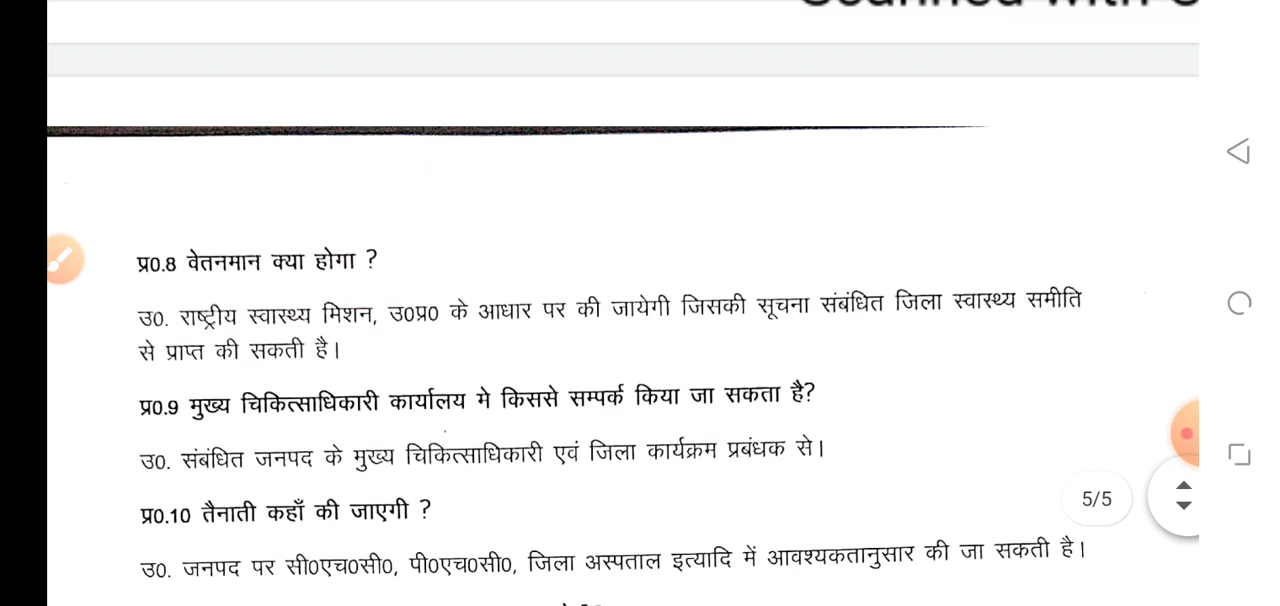 प्र0.8 वेतनमान क्या होगा ?
उ0. राष्ट्रीय स्वास्थ्य मिशन, उ0प्र0 के आधार पर की जायेगी जिसकी सूचना संबंधित जिला स्वास्थ्य समीति
से प्राप्त की सकती है।
प्र0.9 मुख्य चिकित्साधिकारी कार्यालय मे किससे सम्पर्क किया जा सकता है?
उ0. संबंधित जनपद के मुख्य चिकित्साधिकारी एवं जिला कार्यक्रम प्रबंधक से।
5/5
प्र0.10 तैनाती कहाँ की जाएगी ?
उ0. जनपद पर सी0एच0सी0, पी0एच0सी0, जिला अस्पताल इत्यादि में आवश्यकतानुसार की जा सकती है।